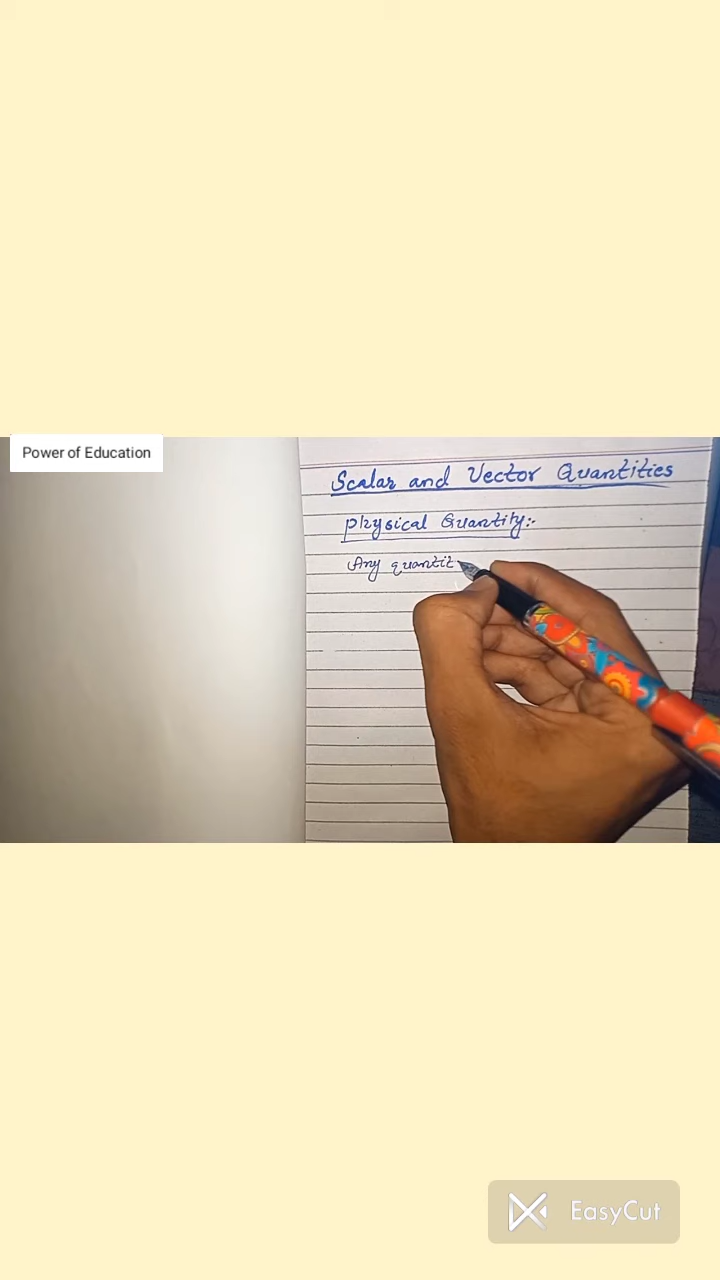 Power of Education
Scalar and Vector Quantities
Physical Quantity:-
Any quantit
EasyCut